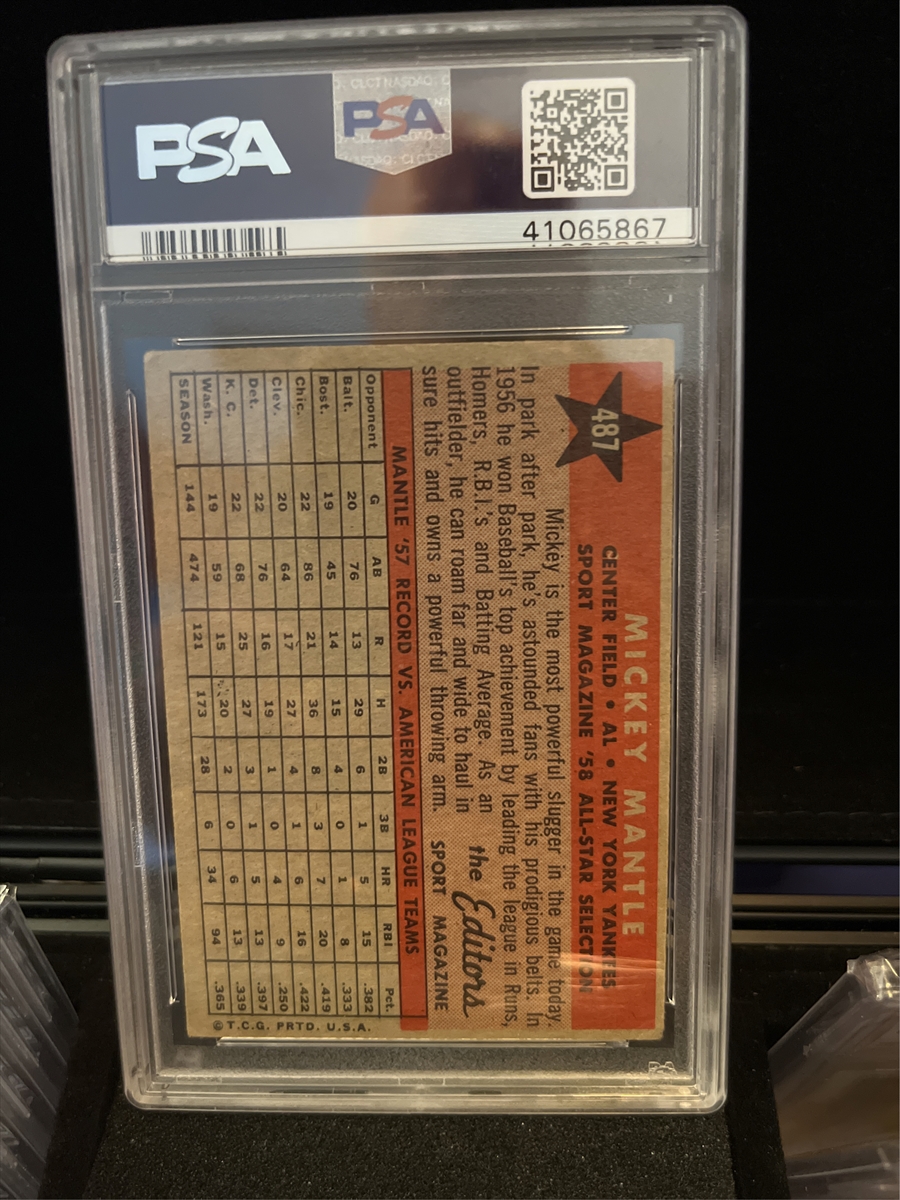 PSA
PSA
CLCT NASDAQ
41065867
487
MICKEY MANTLE
CENTER FIELD • AL • NEW YORK YANKEES
SPORT MAGAZINE '58 ALL-STAR SELECTION
Mickey is the most powerful slugger in the game today.
In park after park, he's astounded fans with his prodigious belts. In
1956 he won Baseball's top achievement by leading the league in Runs,
Homers, R.B.I.'s and Batting Average. As an
outfielder, he can roam far and wide to haul in
sure hits and owns a powerful throwing arm.
the Editors
SPORT MAGAZINE
MANTLE '57 RECORD VS. AMERICAN LEAGUE TEAMS
Opponent G AB R H 2B 3B HR RBI Pct.
Balt. 20 76 13 29 6 1 5 15 .382
Bost. 19 45 14 15 4 0 1 8 .333
Chic. 22 86 21 36 8 3 7 20 .419
Clev. 20 64 17 27 4 1 6 16 .422
Det. 22 76 16 19 1 0 4 9 .250
K. C. 22 68 25 27 3 1 5 13 .397
Wash. 19 59 15 20 2 0 6 13 .339
SEASON 144 474 121 173 28 6 34 94 .365
© T.C.G. PRTD. U.S.A.